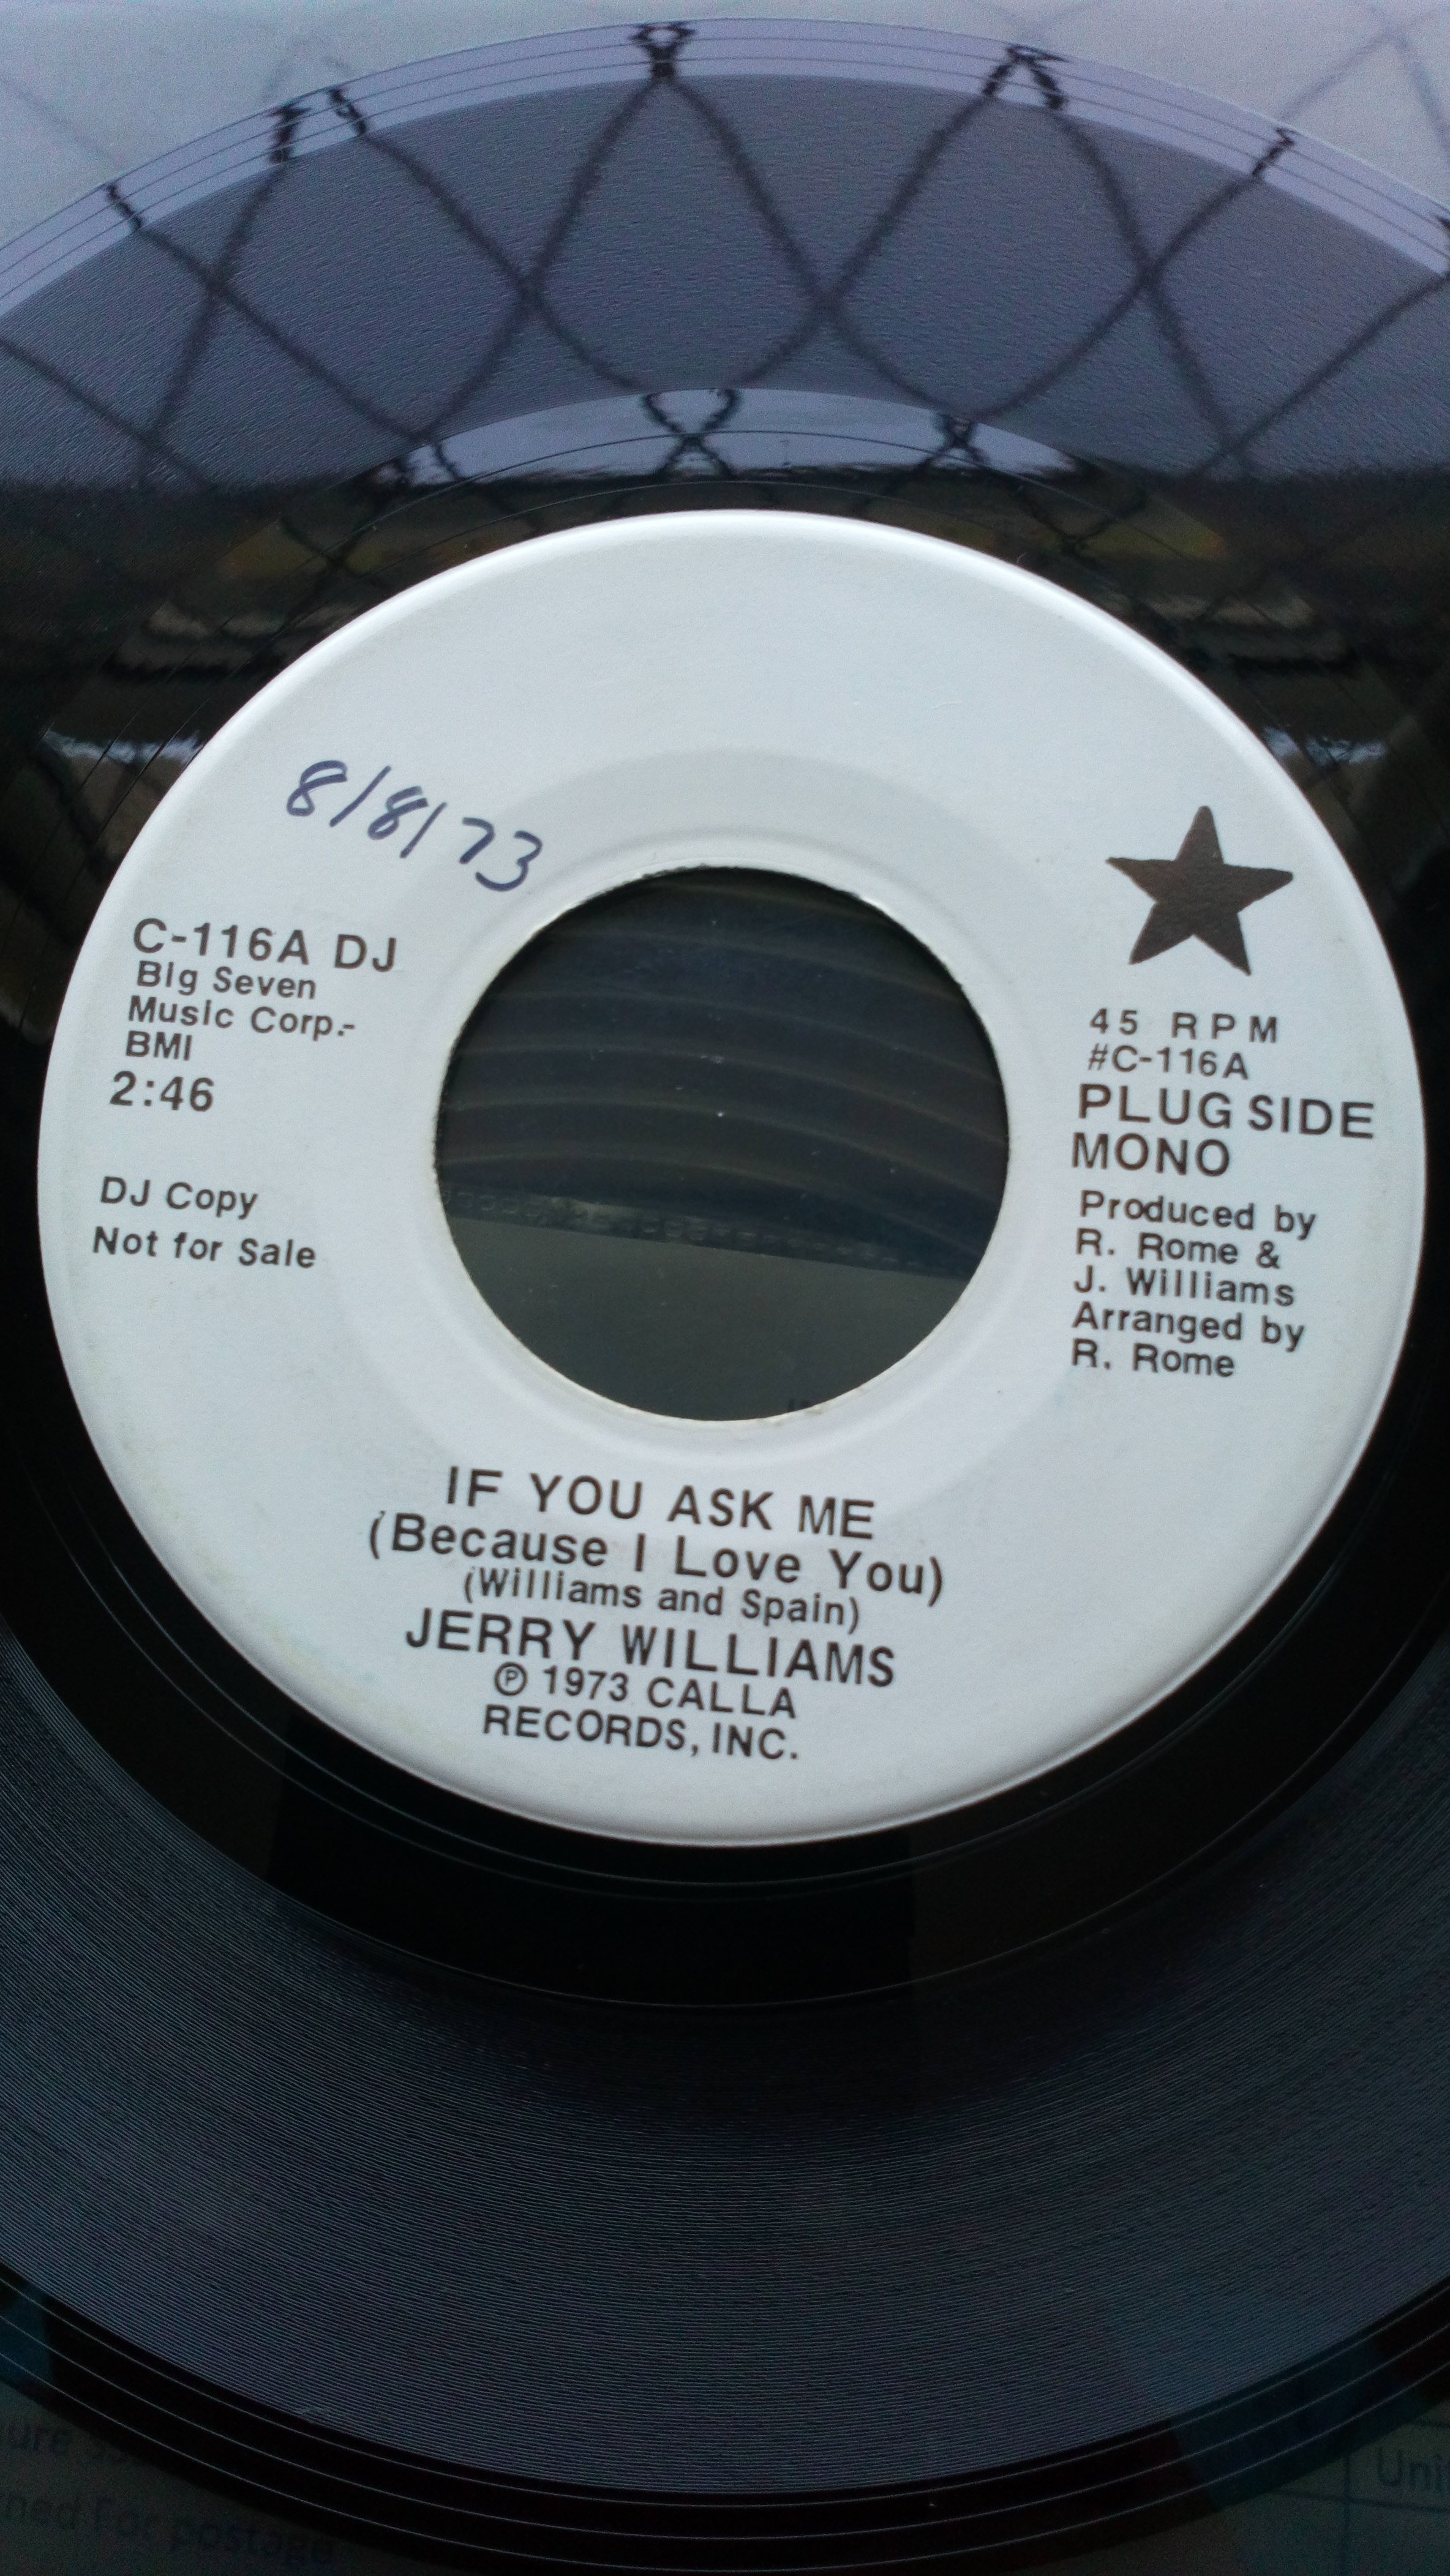 8/8/73
C-116A DJ
Big Seven
Music Corp.-
BMI
2:46
DJ Copy
Not for Sale
45 RPM
#C-116A
PLUG SIDE
MONO
Produced by
R. Rome &
J. Williams
Arranged by
R. Rome
IF YOU ASK ME
(Because I Love You)
(Williams and Spain)
JERRY WILLIAMS
℗ 1973 CALLA
RECORDS, INC.
postage